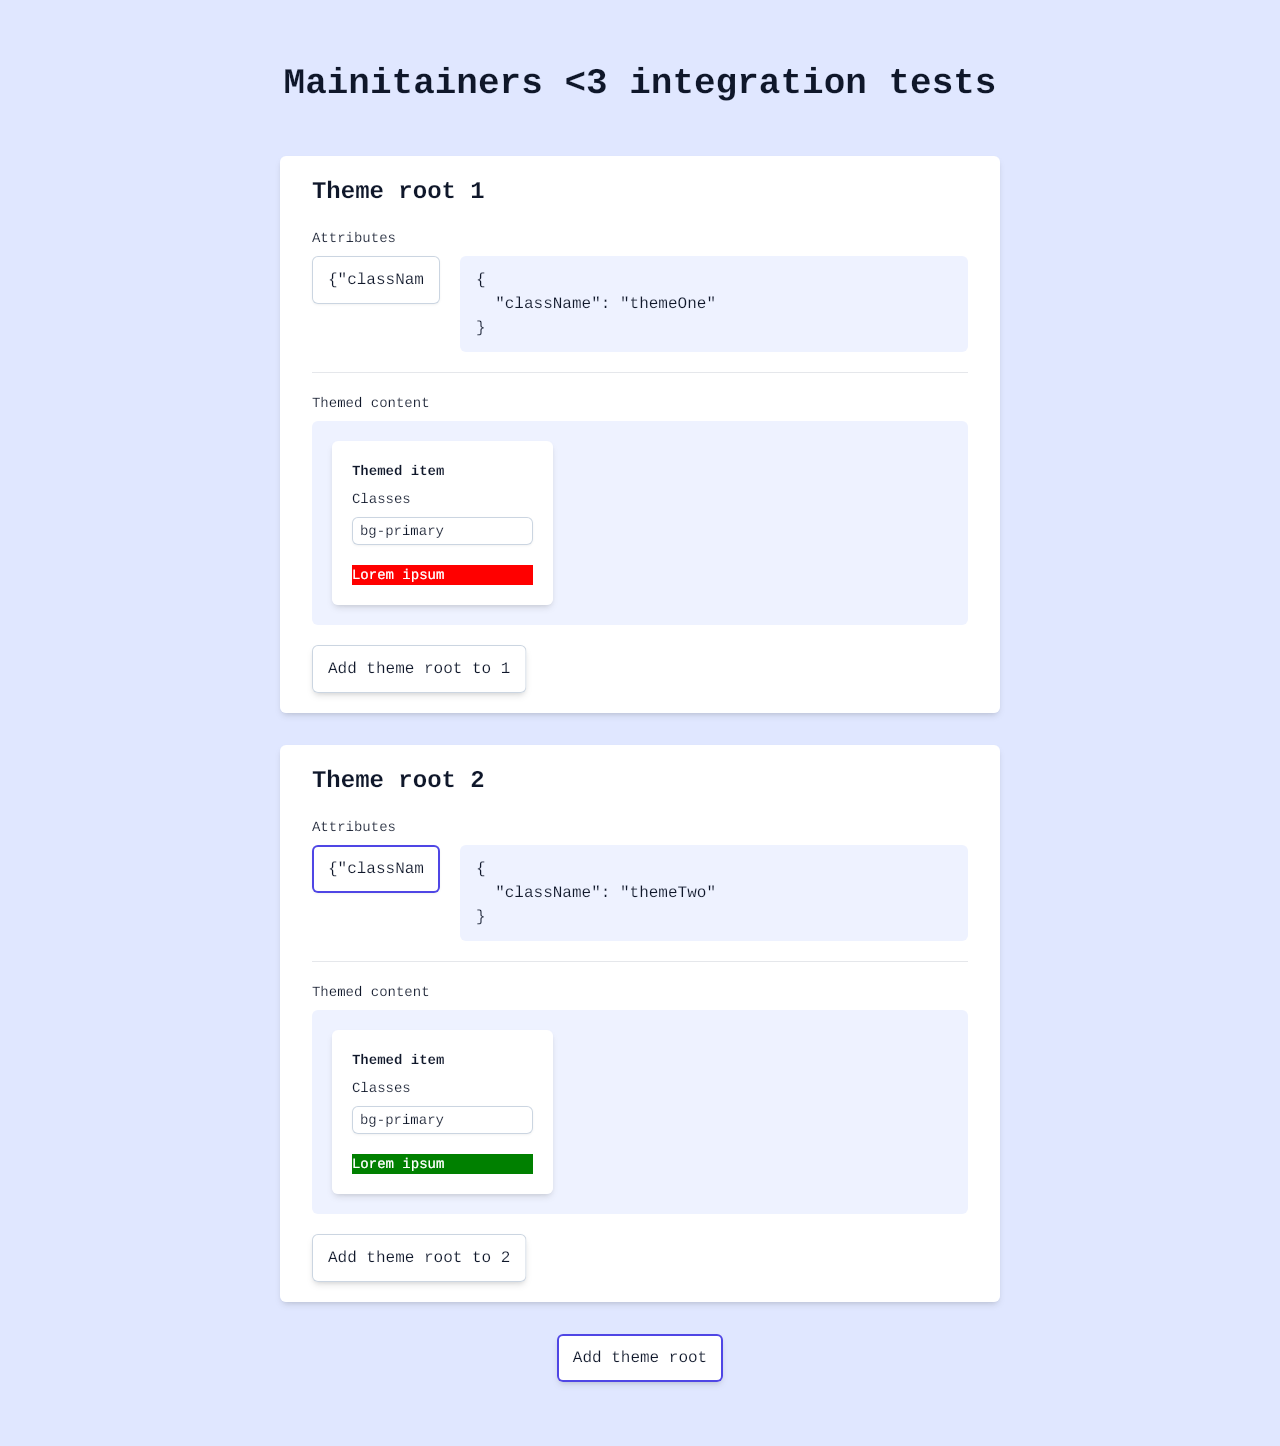 Mainitainers <3 integration tests
Theme root 1
Attributes
{"classNam
{
  "className": "themeOne"
}
Themed content
Themed item
Classes
bg-primary
Lorem ipsum
Add theme root to 1
Theme root 2
Attributes
{"classNam
{
  "className": "themeTwo"
}
Themed content
Themed item
Classes
bg-primary
Lorem ipsum
Add theme root to 2
Add theme root